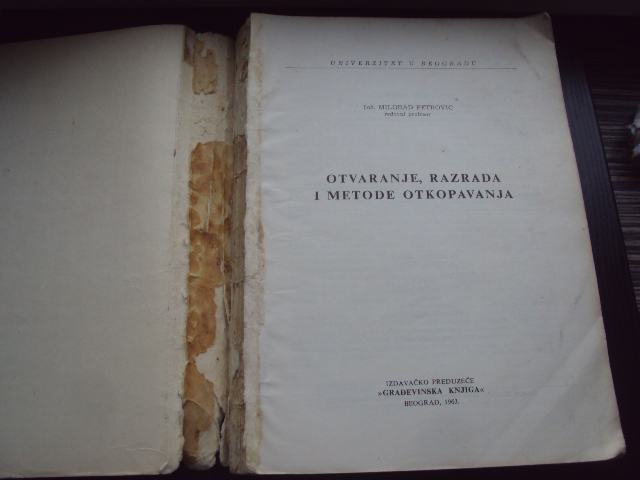 UNIVERZITET U BEOGRADU
Inž. MILORAD PETROVIĆ
redovni profesor
OTVARANJE, RAZRADA
I METODE OTKOPAVANJA
IZDAVAČKO PREDUZEĆE
»GRAĐEVINSKA KNJIGA«
BEOGRAD, 1963.